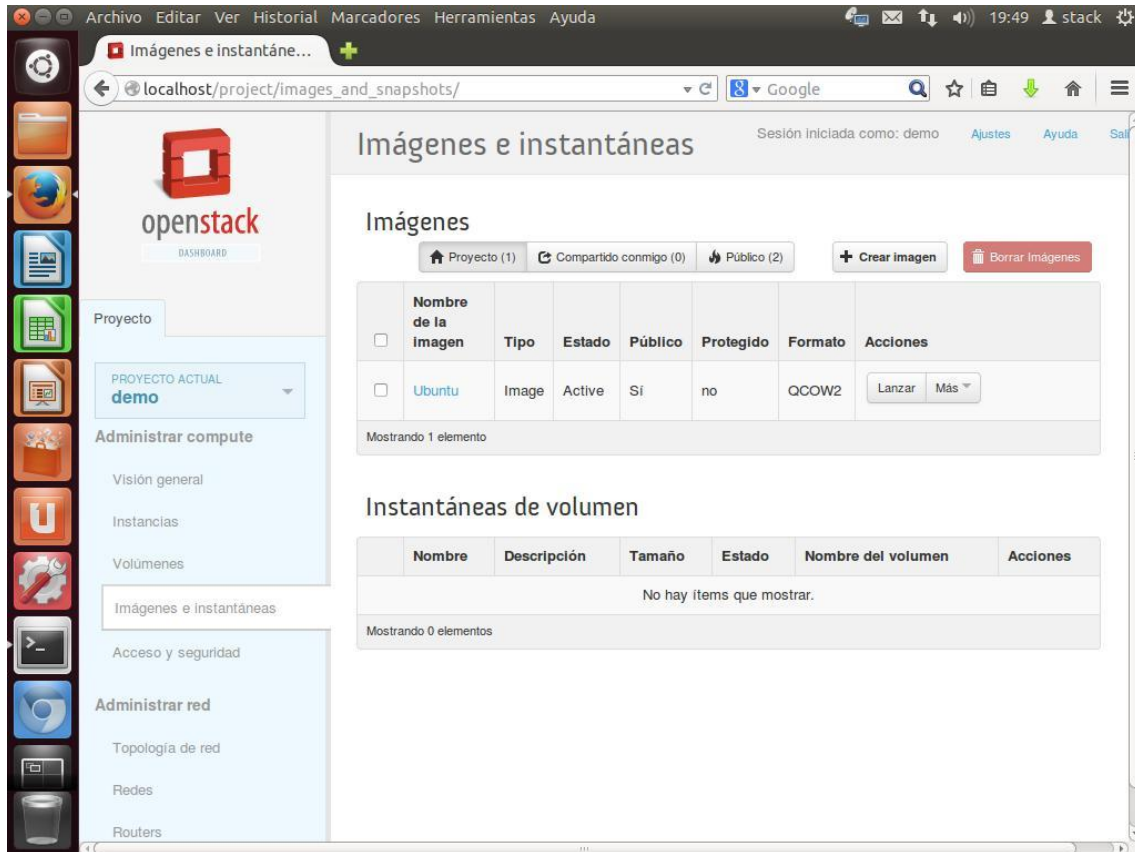 Archivo Editar Ver Historial Marcadores Herramientas Ayuda
19:49 stack
Imágenes e instantáne...
localhost/project/images_and_snapshots/
8 Google
openstack
DASHBOARD
Proyecto
PROYECTO ACTUAL
demo
Administrar compute
Visión general
Instancias
Volúmenes
Imágenes e instantáneas
Acceso y seguridad
Administrar red
Topología de red
Redes
Routers
Imágenes e instantáneas
Sesión iniciada como: demo Ajustes Ayuda Sali
Imágenes
Proyecto (1) Compartido conmigo (0) Público (2) Crear imagen Borrar Imágenes
Nombre de la imagen Tipo Estado Público Protegido Formato Acciones
Ubuntu Image Active Sí no QCOW2 Lanzar Más
Mostrando 1 elemento
Instantáneas de volumen
Nombre Descripción Tamaño Estado Nombre del volumen Acciones
No hay ítems que mostrar.
Mostrando 0 elementos